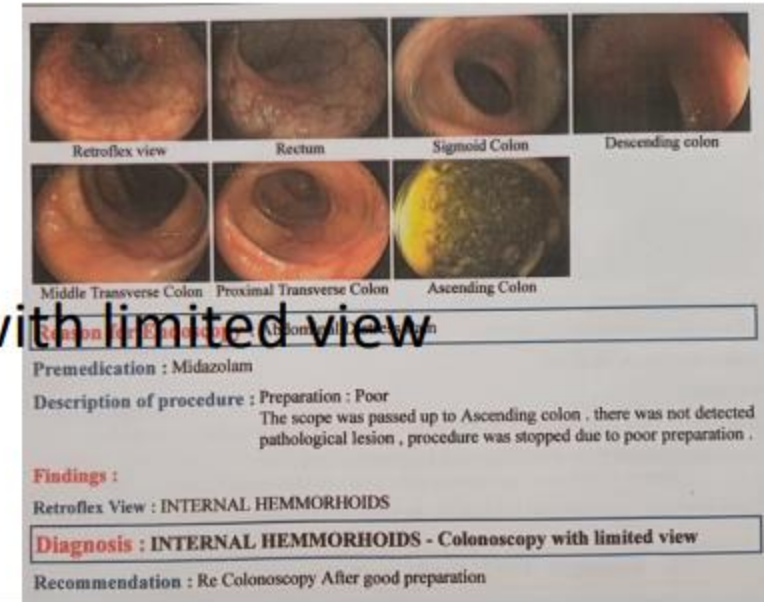 Retroflex view
Rectum
Sigmoid Colon
Descending colon
Middle Transverse Colon
Proximal Transverse Colon
Ascending Colon
with limited view
Reason for Endoscopy :
Premedication : Midazolam
Description of procedure : Preparation : Poor
The scope was passed up to Ascending colon . there was not detected
pathological lesion , procedure was stopped due to poor preparation .
Findings :
Retroflex View : INTERNAL HEMMORHOIDS
Diagnosis : INTERNAL HEMMORHOIDS - Colonoscopy with limited view
Recommendation : Re Colonoscopy After good preparation